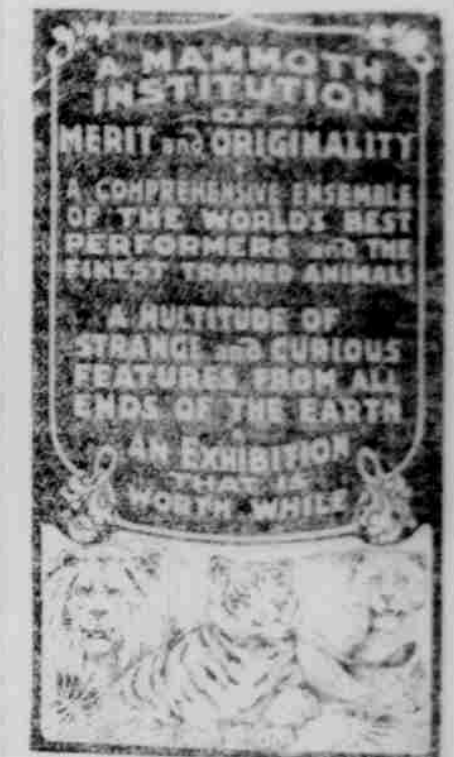 A MAMMOTH
INSTITUTION
OF
MERIT and ORIGINALITY
A COMPREHENSIVE ENSEMBLE
OF THE WORLD'S BEST
PERFORMERS and THE
FINEST TRAINED ANIMALS
A MULTITUDE OF
STRANGE and CURIOUS
FEATURES FROM ALL
ENDS OF THE EARTH
AN EXHIBITION
THAT IS
WORTH WHILE